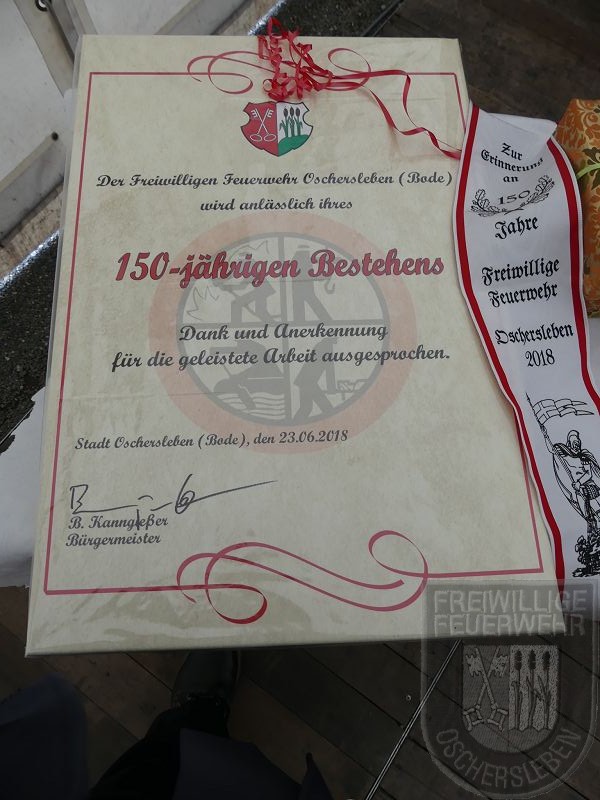 Der Freiwilligen Feuerwehr Oschersleben (Bode)
wird anlässlich ihres
150-jährigen Bestehens
Dank und Anerkennung
für die geleistete Arbeit ausgesprochen.
Stadt Oschersleben (Bode), den 23.06.2018
B. Kanngießer
Bürgermeister
Zur
Erinnerung
an
150
Jahre
Freiwillige
Feuerwehr
Oschersleben
2018
FREIWILLIGE
FEUERWEHR
OSCHERSLEBEN